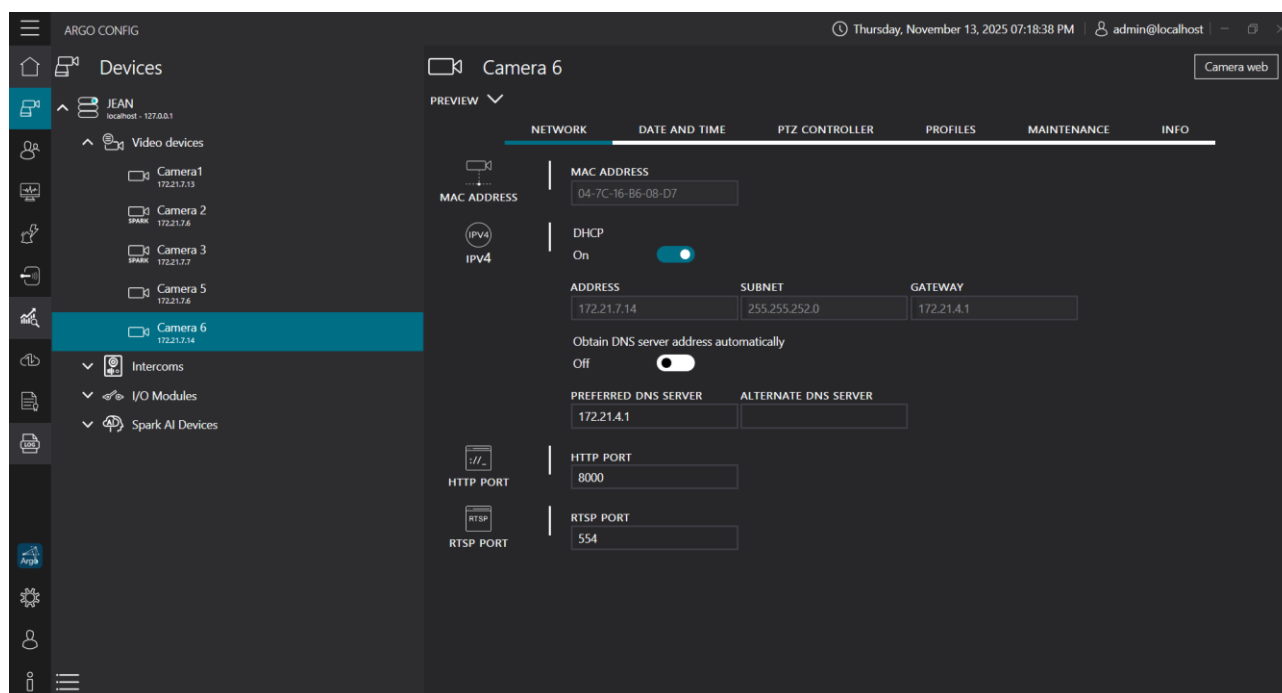 ARGO CONFIG
Thursday, November 13, 2025 07:18:38 PM
admin@localhost
Devices
JEAN
localhost - 127.0.0.1
Video devices
Camera1
172.21.7.13
Camera 2
SPARK 172.21.7.6
Camera 3
SPARK 172.21.7.7
Camera 5
172.21.7.6
Camera 6
172.21.7.14
Intercoms
I/O Modules
Spark AI Devices
LOG
Argo
Camera 6
Camera web
PREVIEW
NETWORK DATE AND TIME PTZ CONTROLLER PROFILES MAINTENANCE INFO
MAC ADDRESS
MAC ADDRESS
04-7C-16-B6-08-D7
IPV4
IPV4
DHCP
On
ADDRESS SUBNET GATEWAY
172.21.7.14 255.255.252.0 172.21.4.1
Obtain DNS server address automatically
Off
PREFERRED DNS SERVER ALTERNATE DNS SERVER
172.21.4.1
://_
HTTP PORT
HTTP PORT
8000
RTSP
RTSP PORT
RTSP PORT
554